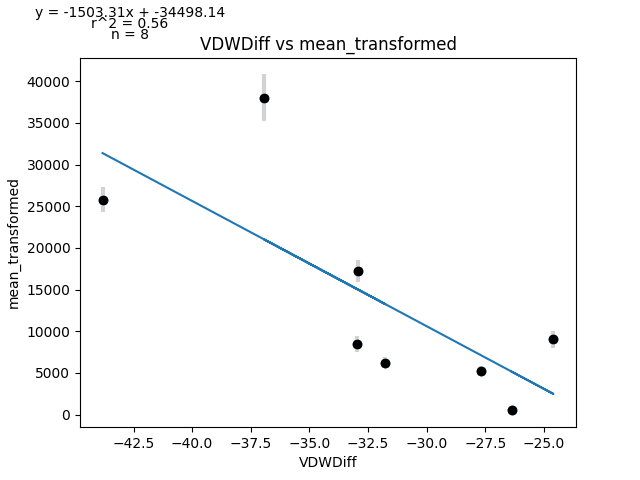 y = -1503.31x + -34498.14
r^2 = 0.56
n = 8
VDWDiff vs mean_transformed
40000
35000
30000
25000
20000
15000
10000
5000
0
mean_transformed
−42.5 −40.0 −37.5 −35.0 −32.5 −30.0 −27.5 −25.0
VDWDiff